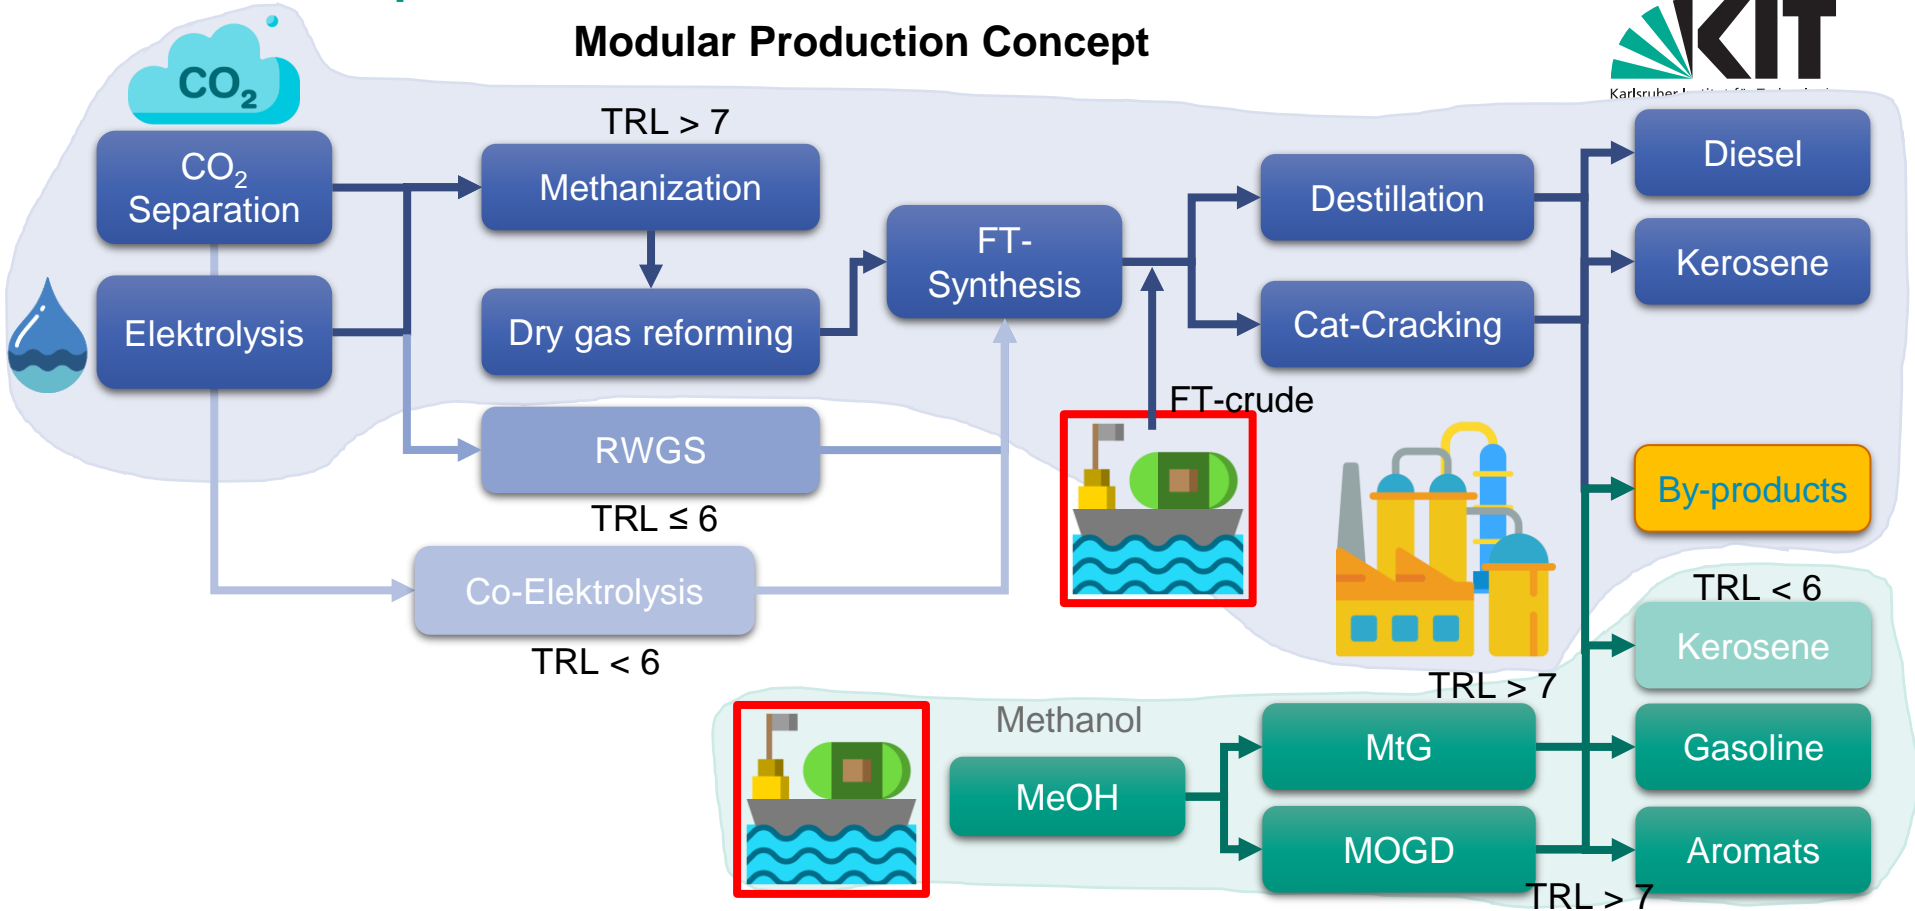 Modular Production Concept
KIT
CO2
TRL > 7
CO2
Separation
Methanization
Destillation
Diesel
FT-
Synthesis
Kerosene
Elektrolysis
Dry gas reforming
Cat-Cracking
FT-crude
RWGS
TRL ≤ 6
By-products
Co-Elektrolysis
TRL < 6
TRL < 6
Kerosene
TRL > 7
Methanol
MtG
Gasoline
MeOH
MOGD
Aromats
TRL > 7